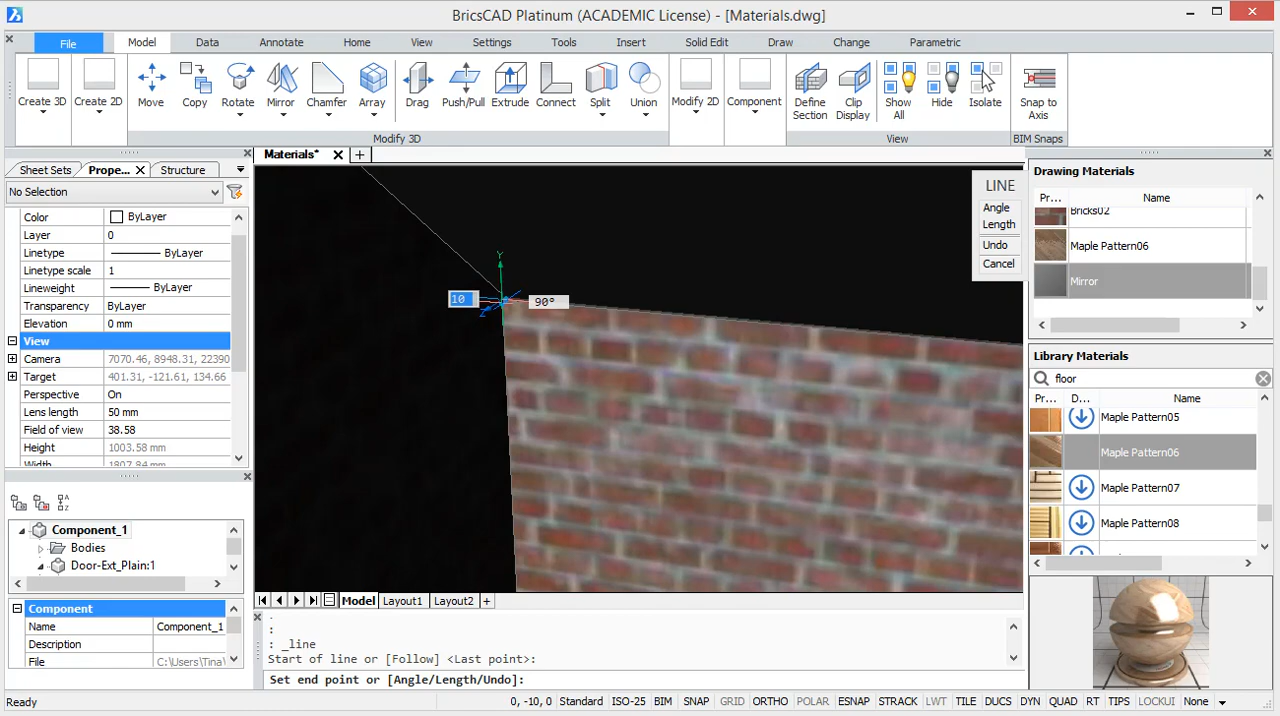 BricsCAD Platinum (ACADEMIC License) - [Materials.dwg]
File Model Data Annotate Home View Settings Tools Insert Solid Edit Draw Change Parametric
Create 3D Create 2D Move Copy Rotate Mirror Chamfer Array Drag Push/Pull Extrude Connect Split Union Modify 2D Component Define Section Clip Display Show All Hide Isolate Snap to Axis
Modify 3D View BIM Snaps
Sheet Sets Prope... Structure
Materials*
No Selection
Color ByLayer
Layer 0
Linetype ByLayer
Linetype scale 1
Lineweight ByLayer
Transparency ByLayer
Elevation 0 mm
View
Camera 7070.46, 8948.31, 22390
Target 401.31, -121.61, 134.66
Perspective On
Lens length 50 mm
Field of view 38.58
Height 1003.58 mm
Width 1807.84 mm
Component_1
Bodies
Door-Ext_Plain:1
Component
Name Component_1
Description
File C:\Users\Tina\
Y
10
90°
Z
LINE
Angle
Length
Undo
Cancel
Drawing Materials
Pr... Name
Bricks02
Maple Pattern06
Mirror
Library Materials
floor
Pr... D... Name
Maple Pattern05
Maple Pattern06
Maple Pattern07
Maple Pattern08
Model Layout1 Layout2 +
:
:
: _line
Start of line or [Follow] <Last point>:
Set end point or [Angle/Length/Undo]:
Ready 0, -10, 0 Standard ISO-25 BIM SNAP GRID ORTHO POLAR ESNAP STRACK LWT TILE DUCS DYN QUAD RT TIPS LOCKUI None